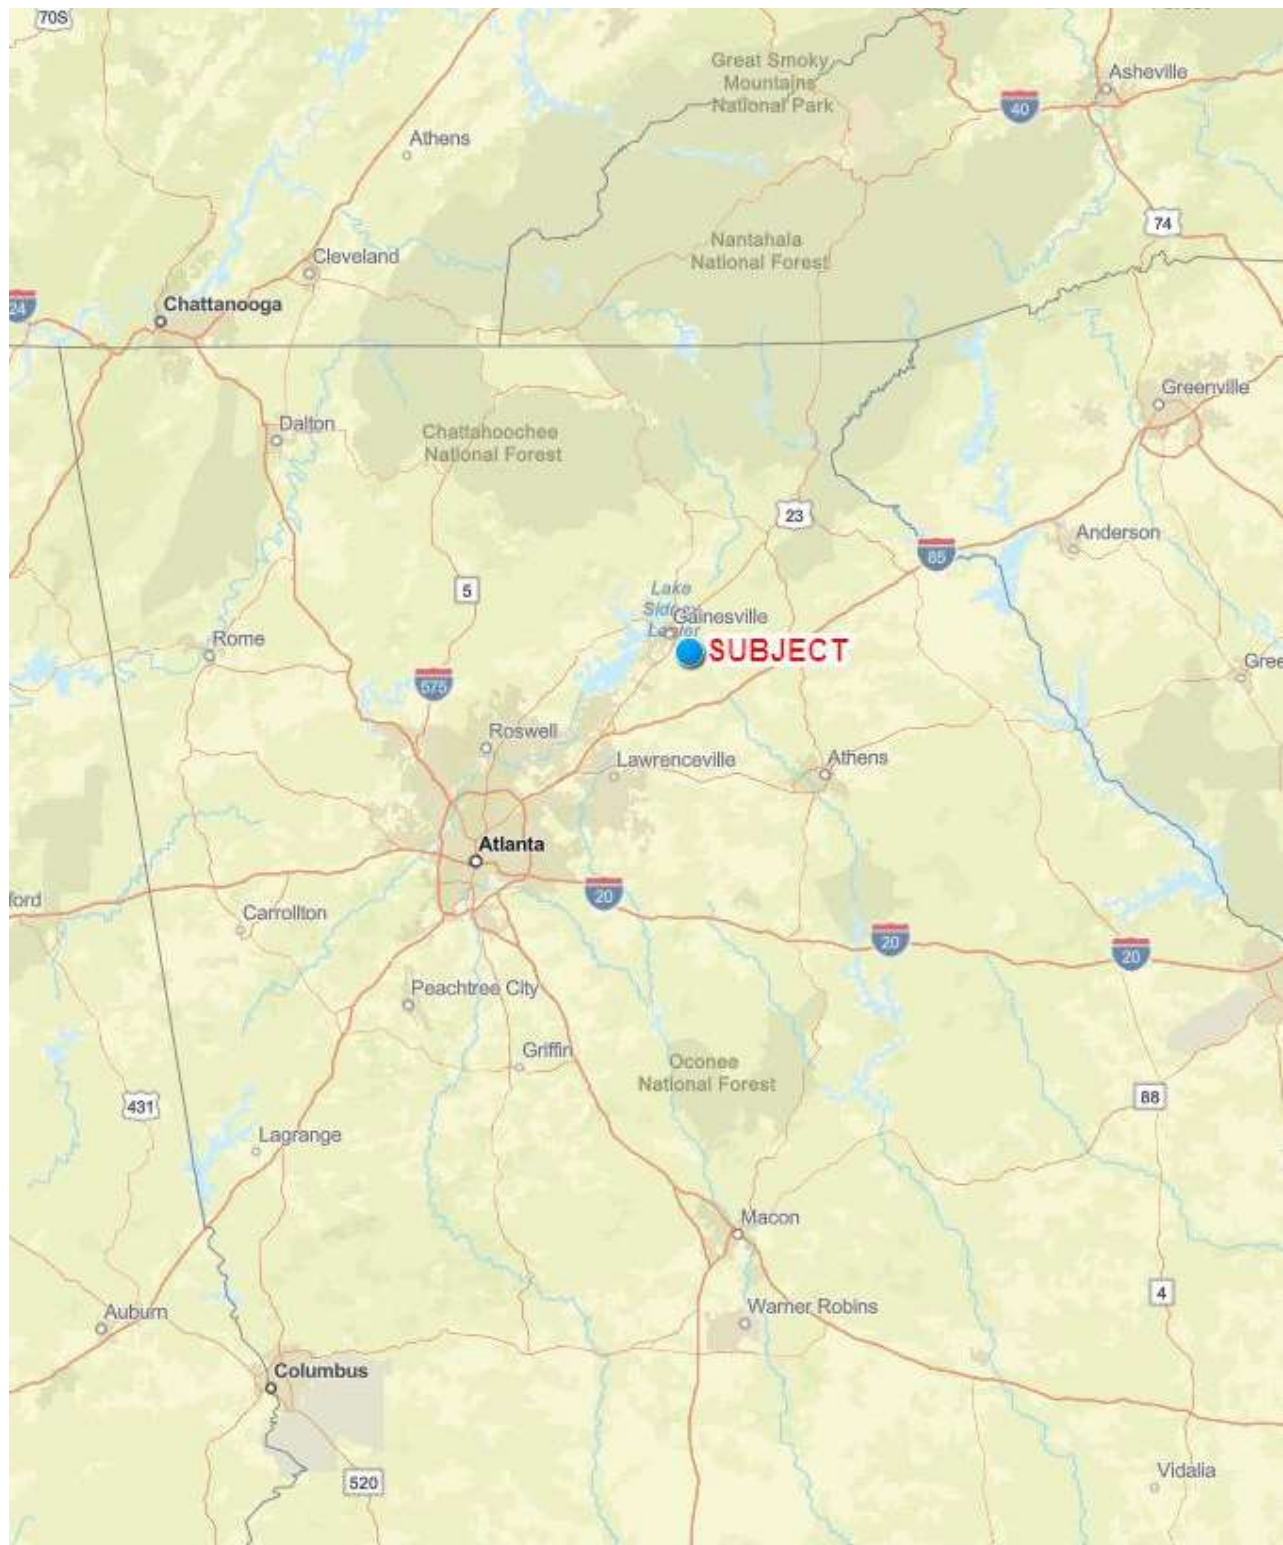 70S
Great Smoky
Mountains
National Park
Asheville
40
Athens
74
Nantahala
National Forest
Cleveland
24
Chattanooga
Greenville
Dalton
Chattahoochee
National Forest
23
Anderson
85
5
Lake
Sidney
Lanier
Gainesville
SUBJECT
Rome
575
Gree
Roswell
Lawrenceville
Athens
Atlanta
20
ford
Carrollton
20
20
Peachtree City
Griffin
Oconee
National Forest
88
431
Lagrange
Macon
4
Auburn
Warner Robins
Columbus
Vidalia
520